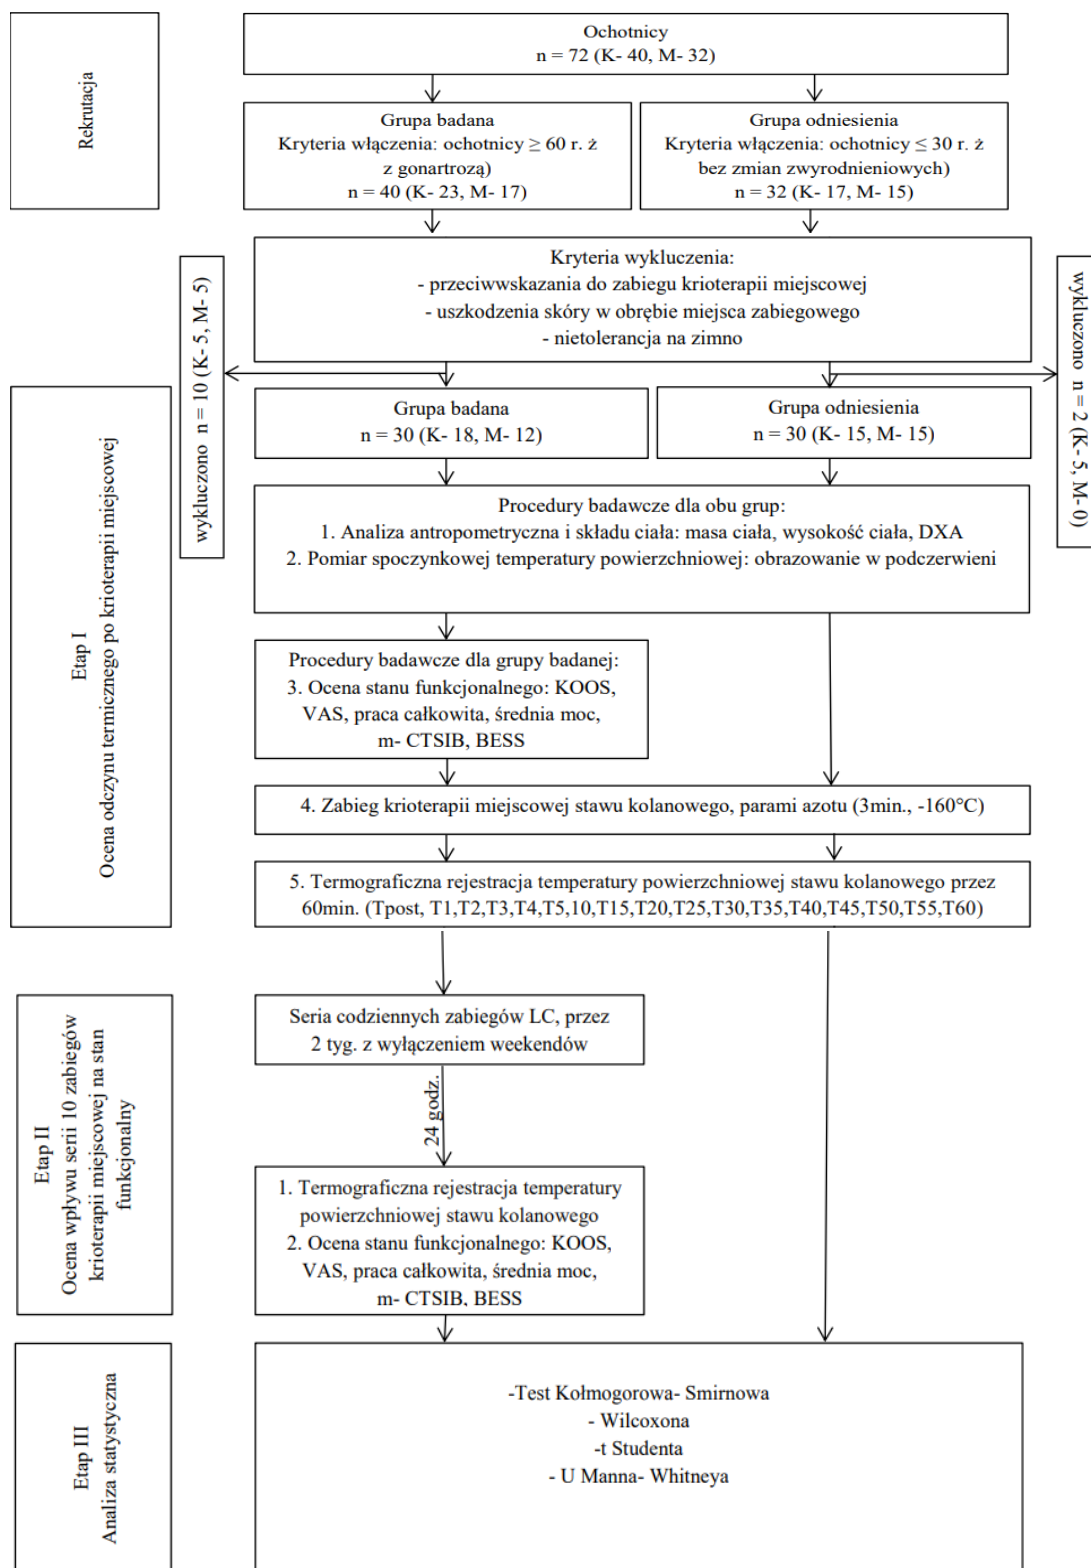 Rekrutacja
Ochotnicy
n = 72 (K- 40, M- 32)
Grupa badana
Kryteria włączenia: ochotnicy ≥ 60 r. ż
z gonartrozą)
n = 40 (K- 23, M- 17)
Grupa odniesienia
Kryteria włączenia: ochotnicy ≤ 30 r. ż
bez zmian zwyrodnieniowych)
n = 32 (K- 17, M- 15)
Kryteria wykluczenia:
- przeciwwskazania do zabiegu krioterapii miejscowej
- uszkodzenia skóry w obrębie miejsca zabiegowego
- nietolerancja na zimno
wykluczono n = 10 (K- 5, M- 5)
wykluczono n = 2 (K- 5, M- 0)
Etap I
Ocena odczynu termicznego po krioterapii miejscowej
Grupa badana
n = 30 (K- 18, M- 12)
Grupa odniesienia
n = 30 (K- 15, M- 15)
Procedury badawcze dla obu grup:
1. Analiza antropometryczna i składu ciała: masa ciała, wysokość ciała, DXA
2. Pomiar spoczynkowej temperatury powierzchniowej: obrazowanie w podczerwieni
Procedury badawcze dla grupy badanej:
3. Ocena stanu funkcjonalnego: KOOS,
VAS, praca całkowita, średnia moc,
m- CTSIB, BESS
4. Zabieg krioterapii miejscowej stawu kolanowego, parami azotu (3min., -160°C)
5. Termograficzna rejestracja temperatury powierzchniowej stawu kolanowego przez
60min. (Tpost, T1,T2,T3,T4,T5,10,T15,T20,T25,T30,T35,T40,T45,T50,T55,T60)
Etap II
Ocena wpływu serii 10 zabiegów
krioterapii miejscowej na stan
funkcjonalny
Seria codziennych zabiegów LC, przez
2 tyg. z wyłączeniem weekendów
24 godz.
1. Termograficzna rejestracja temperatury
powierzchniowej stawu kolanowego
2. Ocena stanu funkcjonalnego: KOOS,
VAS, praca całkowita, średnia moc,
m- CTSIB, BESS
Etap III
Analiza statystyczna
-Test Kołmogorowa- Smirnowa
- Wilcoxona
-t Studenta
- U Manna- Whitneya